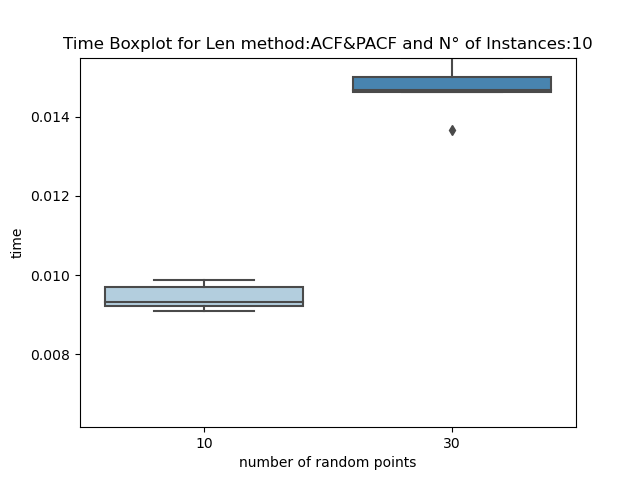 Time Boxplot for Len method:ACF&PACF and N° of Instances:10
0.014
0.012
0.010
0.008
time
10
30
number of random points